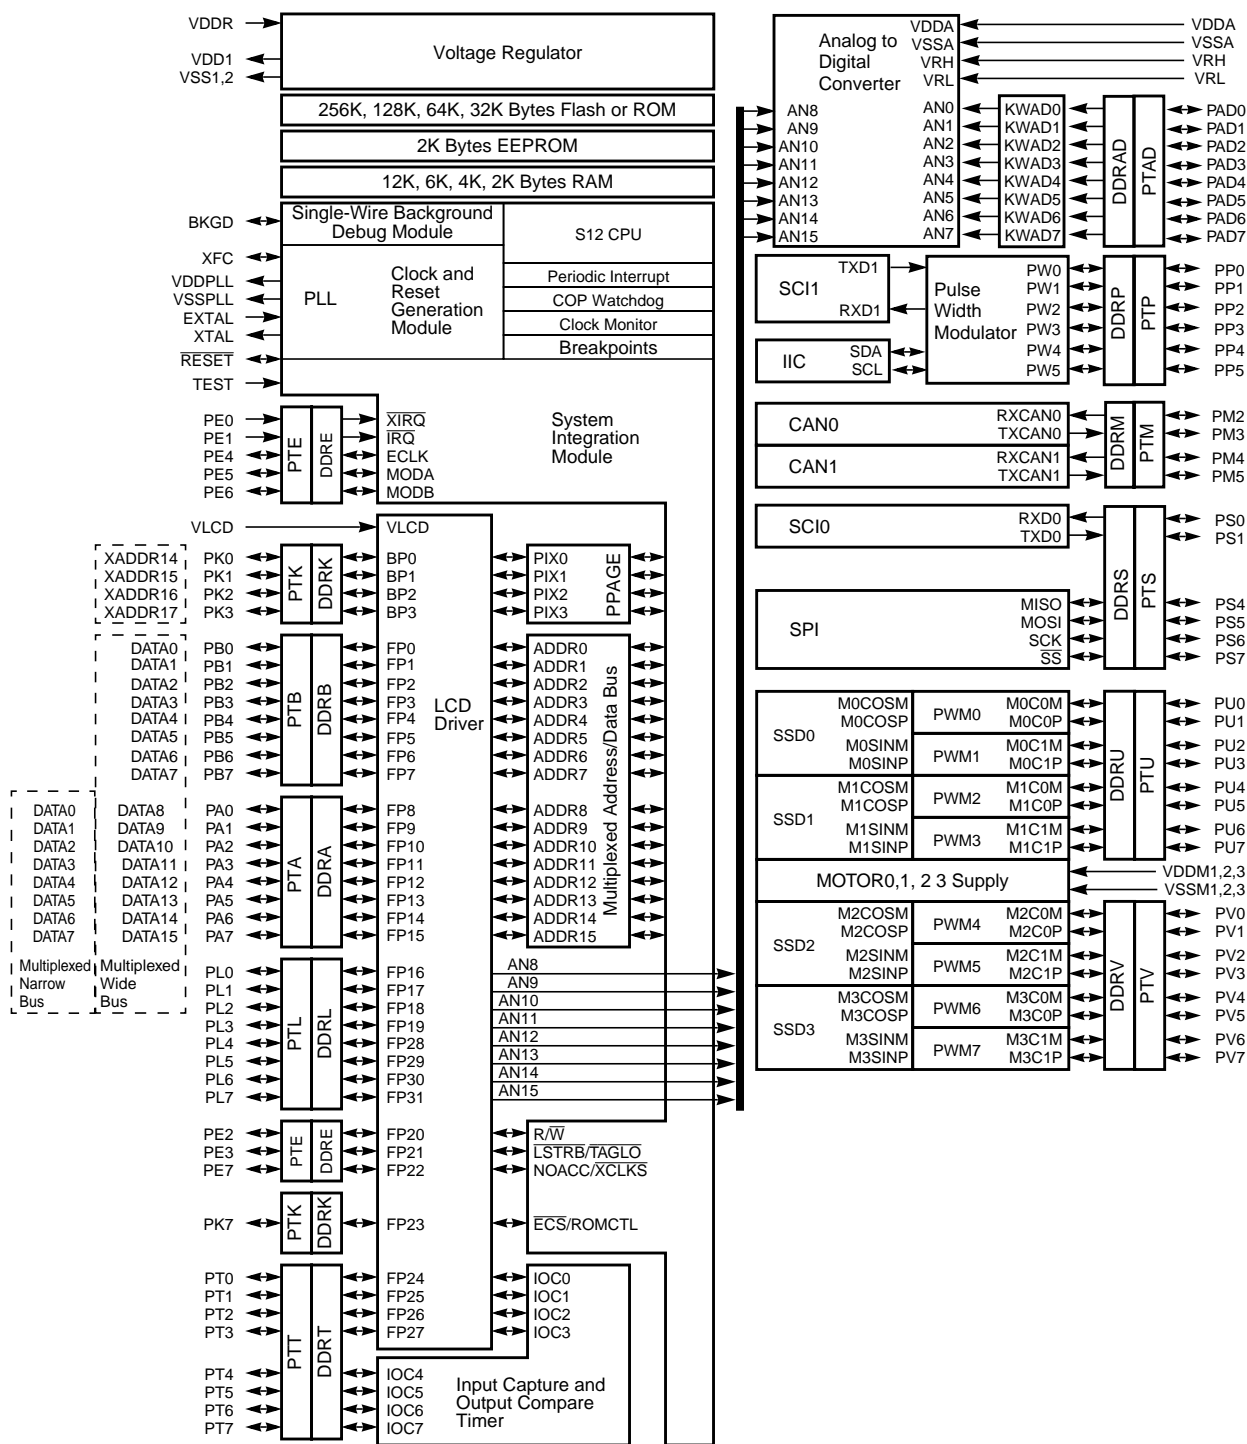 VDDR
VDD1
VSS1,2
Voltage Regulator
256K, 128K, 64K, 32K Bytes Flash or ROM
2K Bytes EEPROM
12K, 6K, 4K, 2K Bytes RAM
BKGD
Single-Wire Background
Debug Module
S12 CPU
XFC
VDDPLL
VSSPLL
EXTAL
XTAL
RESET
TEST
PLL
Clock and
Reset
Generation
Module
Periodic Interrupt
COP Watchdog
Clock Monitor
Breakpoints
System
Integration
Module
PE0
PE1
PE4
PE5
PE6
PTE
DDRE
XIRQ
IRQ
ECLK
MODA
MODB
VLCD
VLCD
XADDR14
XADDR15
XADDR16
XADDR17
PK0
PK1
PK2
PK3
PTK
DDRK
BP0
BP1
BP2
BP3
PIX0
PIX1
PIX2
PIX3
PPAGE
DATA0
DATA1
DATA2
DATA3
DATA4
DATA5
DATA6
DATA7
PB0
PB1
PB2
PB3
PB4
PB5
PB6
PB7
PTB
DDRB
FP0
FP1
FP2
FP3
FP4
FP5
FP6
FP7
LCD
Driver
ADDR0
ADDR1
ADDR2
ADDR3
ADDR4
ADDR5
ADDR6
ADDR7
Multiplexed Address/Data Bus
DATA0
DATA1
DATA2
DATA3
DATA4
DATA5
DATA6
DATA7
Multiplexed
Narrow
Bus
DATA8
DATA9
DATA10
DATA11
DATA12
DATA13
DATA14
DATA15
Multiplexed
Wide
Bus
PA0
PA1
PA2
PA3
PA4
PA5
PA6
PA7
PTA
DDRA
FP8
FP9
FP10
FP11
FP12
FP13
FP14
FP15
ADDR8
ADDR9
ADDR10
ADDR11
ADDR12
ADDR13
ADDR14
ADDR15
PL0
PL1
PL2
PL3
PL4
PL5
PL6
PL7
PTL
DDRL
FP16
FP17
FP18
FP19
FP28
FP29
FP30
FP31
AN8
AN9
AN10
AN11
AN12
AN13
AN14
AN15
PE2
PE3
PE7
PTE
DDRE
FP20
FP21
FP22
R/W
LSTRB/TAGLO
NOACC/XCLKS
PK7
PTK
DDRK
FP23
ECS/ROMCTL
PT0
PT1
PT2
PT3
PT4
PT5
PT6
PT7
PTT
DDRT
FP24
FP25
FP26
FP27
IOC0
IOC1
IOC2
IOC3
IOC4
IOC5
IOC6
IOC7
Input Capture and
Output Compare
Timer
Analog to
Digital
Converter
VDDA
VSSA
VRH
VRL
VDDA
VSSA
VRH
VRL
AN8
AN9
AN10
AN11
AN12
AN13
AN14
AN15
AN0
AN1
AN2
AN3
AN4
AN5
AN6
AN7
KWAD0
KWAD1
KWAD2
KWAD3
KWAD4
KWAD5
KWAD6
KWAD7
DDRAD
PTAD
PAD0
PAD1
PAD2
PAD3
PAD4
PAD5
PAD6
PAD7
SCI1
TXD1
RXD1
IIC
SDA
SCL
Pulse
Width
Modulator
PW0
PW1
PW2
PW3
PW4
PW5
DDRP
PTP
PP0
PP1
PP2
PP3
PP4
PP5
CAN0
RXCAN0
TXCAN0
CAN1
RXCAN1
TXCAN1
DDRM
PTM
PM2
PM3
PM4
PM5
SCI0
RXD0
TXD0
SPI
MISO
MOSI
SCK
SS
DDRS
PTS
PS0
PS1
PS4
PS5
PS6
PS7
SSD0
M0COSM
M0COSP
M0SINM
M0SINP
PWM0
PWM1
M0C0M
M0C0P
M0C1M
M0C1P
SSD1
M1COSM
M1COSP
M1SINM
M1SINP
PWM2
PWM3
M1C0M
M1C0P
M1C1M
M1C1P
DDRU
PTU
PU0
PU1
PU2
PU3
PU4
PU5
PU6
PU7
MOTOR0,1, 2 3 Supply
VDDM1,2,3
VSSM1,2,3
SSD2
M2COSM
M2COSP
M2SINM
M2SINP
PWM4
PWM5
M2C0M
M2C0P
M2C1M
M2C1P
SSD3
M3COSM
M3COSP
M3SINM
M3SINP
PWM6
PWM7
M3C0M
M3C0P
M3C1M
M3C1P
DDRV
PTV
PV0
PV1
PV2
PV3
PV4
PV5
PV6
PV7